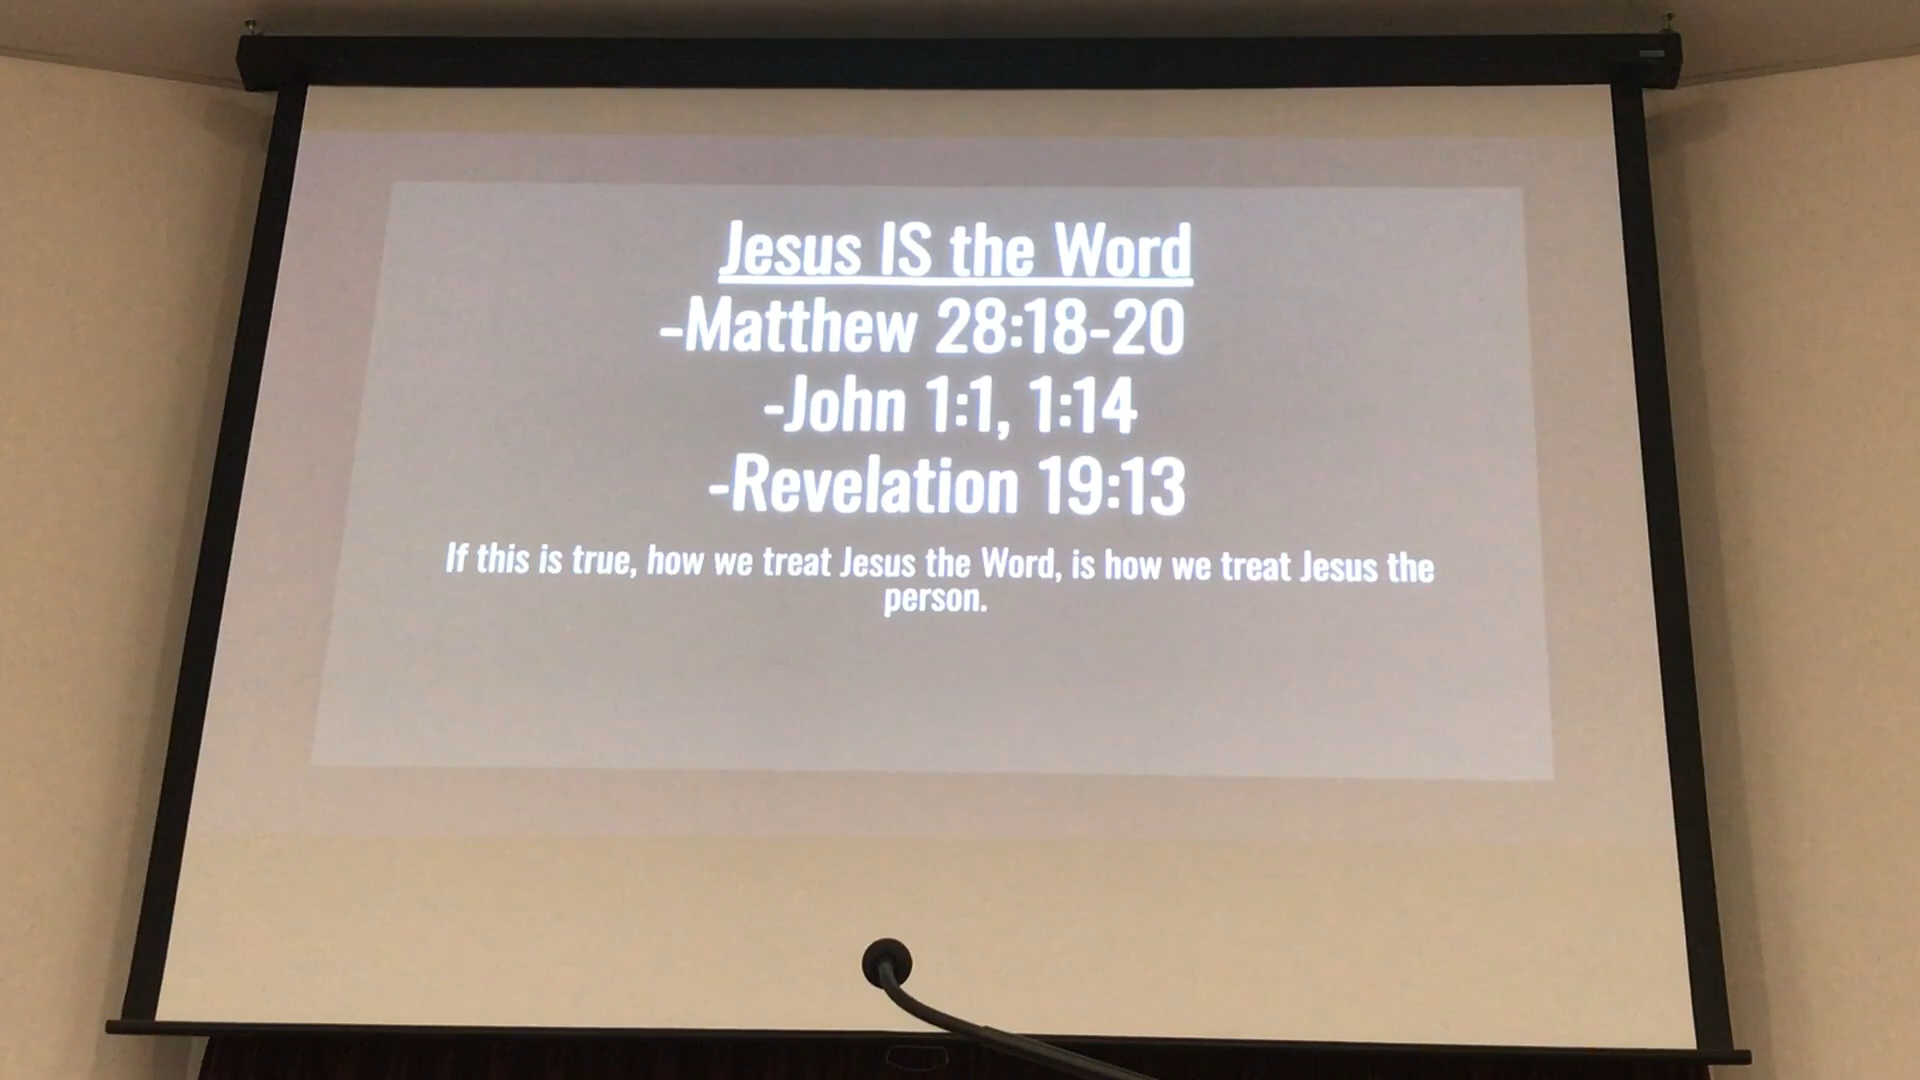 Jesus IS the Word
-Matthew 28:18-20
-John 1:1, 1:14
-Revelation 19:13
If this is true, how we treat Jesus the Word, is how we treat Jesus the
person.